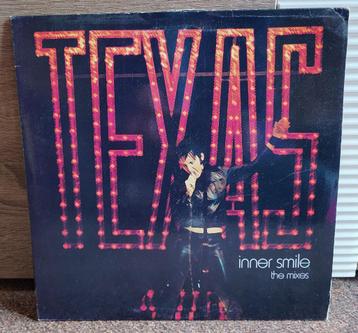 TEXAS
inner smile
the mixes